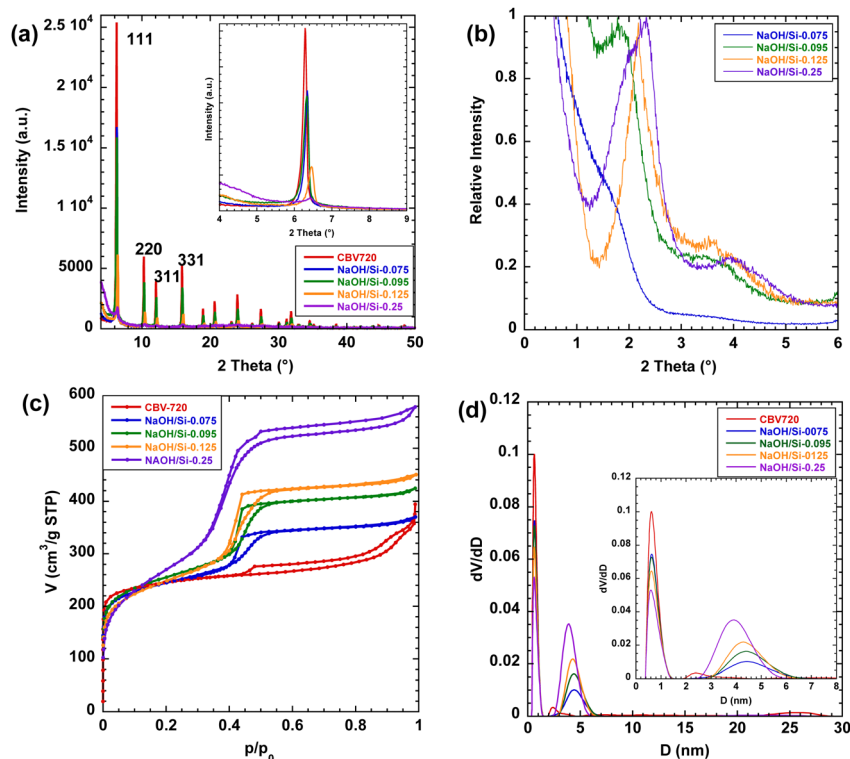 (a)
2.5 10⁴
2 10⁴
1.5 10⁴
1 10⁴
5000
0
Intensity (a.u.)
0 10 20 30 40 50
2 Theta (°)
111
220
311
331
Intensity (a.u.)
4 5 6 7 8 9
2 Theta (°)
CBV720
NaOH/Si-0.075
NaOH/Si-0.095
NaOH/Si-0.125
NaOH/Si-0.25
(b)
1
0.8
0.6
0.4
0.2
0
Relative Intensity
0 1 2 3 4 5 6
2 Theta (°)
NaOH/Si-0.075
NaOH/Si-0.095
NaOH/Si-0.125
NaOH/Si-0.25
(c)
600
500
400
300
200
100
0
V (cm³/g STP)
0 0.2 0.4 0.6 0.8 1
p/p₀
CBV-720
NaOH/Si-0.075
NaOH/Si-0.095
NaOH/Si-0.125
NAOH/Si-0.25
(d)
0.12
0.1
0.08
0.06
0.04
0.02
0
dV/dD
0 5 10 15 20 25 30
D (nm)
CBV720
NaOH/Si-0075
NaOH/Si-0.095
NaOH/Si-0125
NaOH/Si-0.25
0.12
0.1
0.08
0.06
0.04
0.02
0
dV/dD
0 1 2 3 4 5 6 7 8
D (nm)